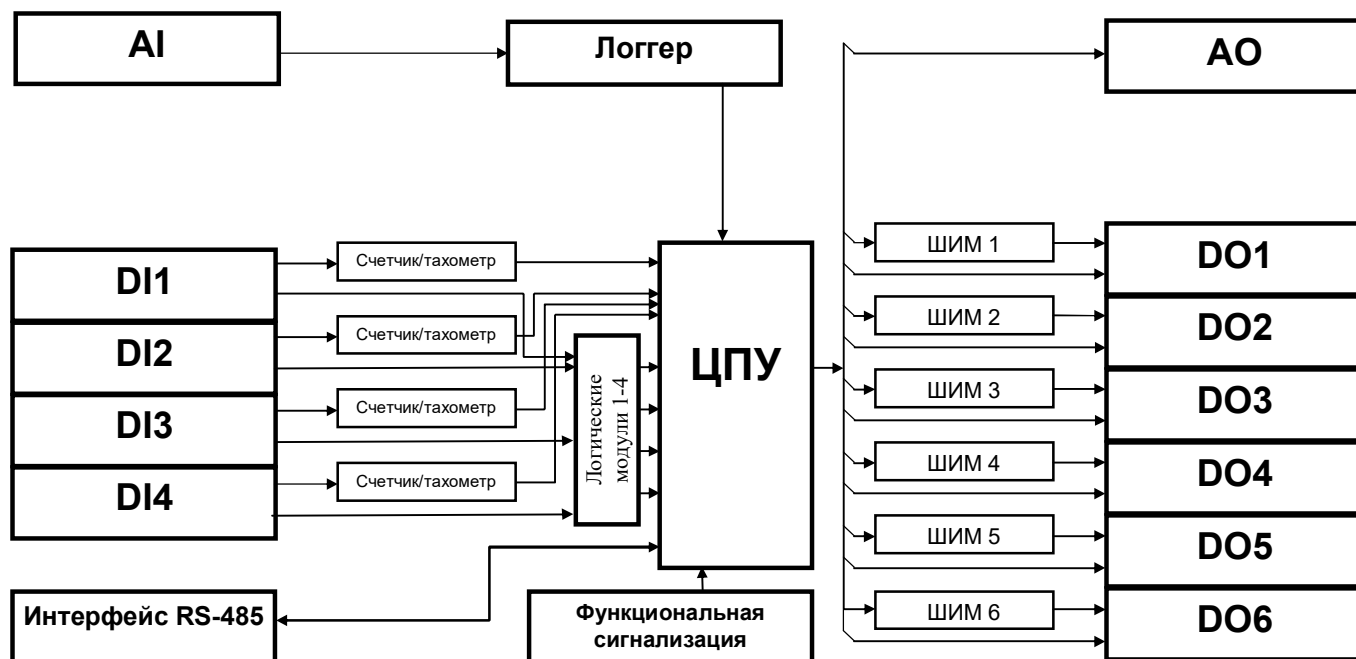 AI
Логгер
AO
DI1
DI2
DI3
DI4
Счетчик/тахометр
Счетчик/тахометр
Счетчик/тахометр
Счетчик/тахометр
Логические
модули 1-4
ЦПУ
ШИМ 1
ШИМ 2
ШИМ 3
ШИМ 4
ШИМ 5
ШИМ 6
DO1
DO2
DO3
DO4
DO5
DO6
Интерфейс RS-485
Функциональная
сигнализация